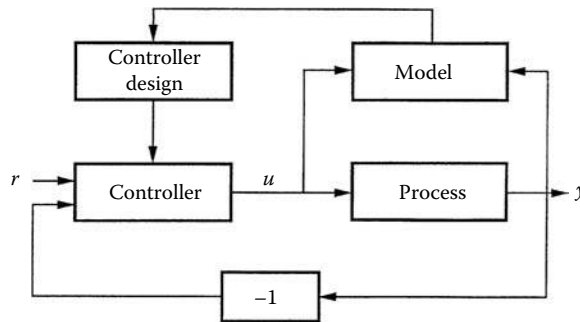 Controller
design
Model
r
Controller
u
Process
y
–1